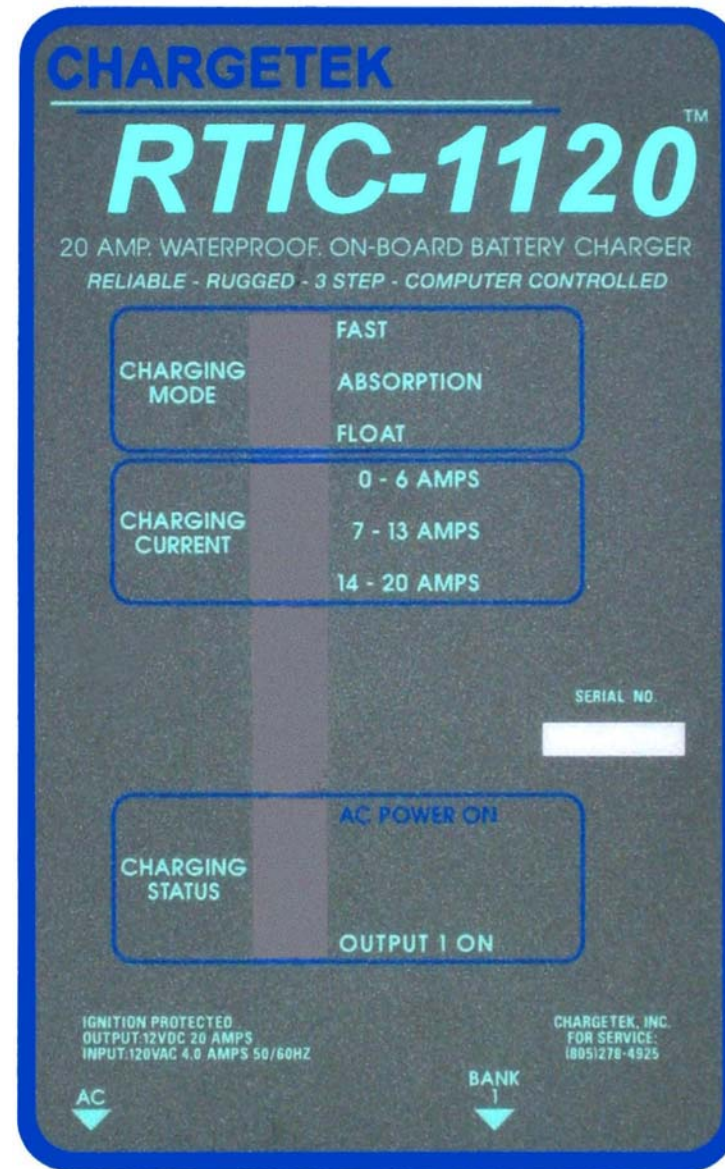 CHARGETEK
RTIC-1120™
20 AMP. WATERPROOF. ON-BOARD BATTERY CHARGER
RELIABLE - RUGGED - 3 STEP - COMPUTER CONTROLLED
CHARGING
MODE
FAST
ABSORPTION
FLOAT
CHARGING
CURRENT
0 - 6 AMPS
7 - 13 AMPS
14 - 20 AMPS
SERIAL NO.
CHARGING
STATUS
AC POWER ON
OUTPUT 1 ON
IGNITION PROTECTED
OUTPUT:12VDC 20 AMPS
INPUT:120VAC 4.0 AMPS 50/60HZ
CHARGETEK, INC.
FOR SERVICE:
(805)278-4925
AC
BANK
1